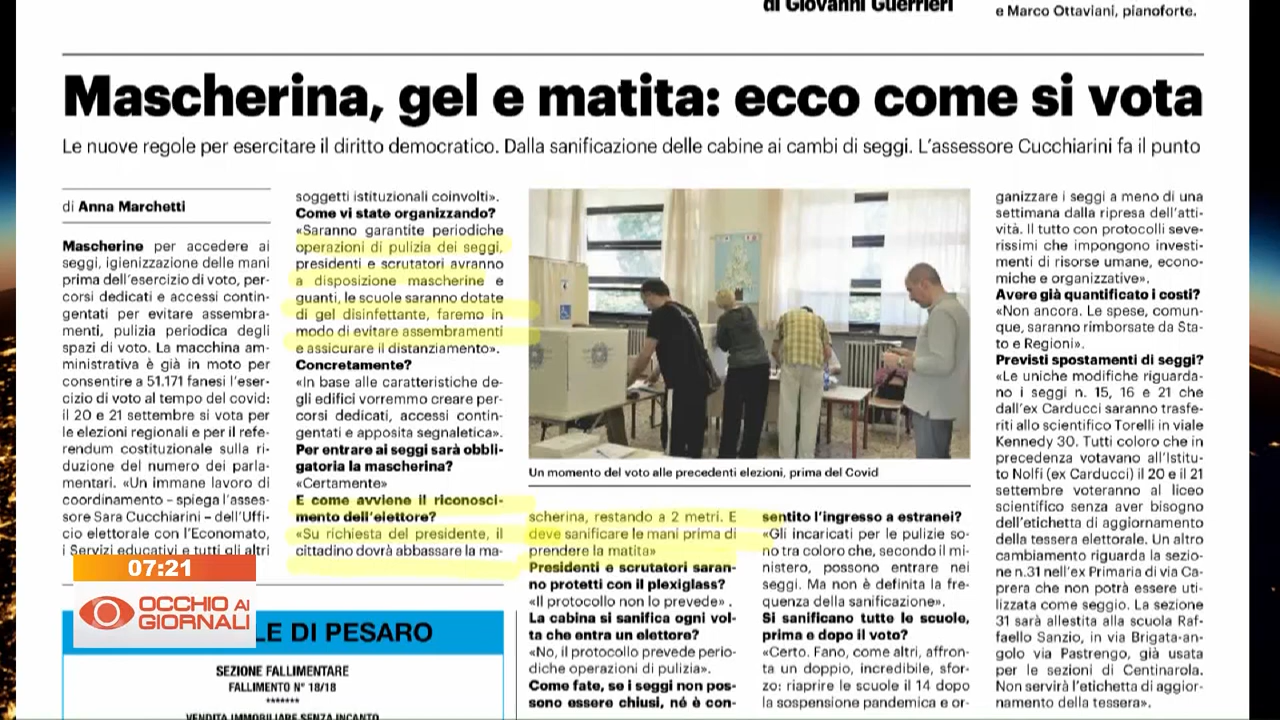 di Giovanni Guerrieri
e Marco Ottaviani, pianoforte.
Mascherina, gel e matita: ecco come si vota
Le nuove regole per esercitare il diritto democratico. Dalla sanificazione delle cabine ai cambi di seggi. L'assessore Cucchiarini fa il punto
di Anna Marchetti
Mascherine per accedere ai
seggi, igienizzazione delle mani
prima dell'esercizio di voto, per-
corsi dedicati e accessi contin-
gentati per evitare assembra-
menti, pulizia periodica degli
spazi di voto. La macchina am-
ministrativa è già in moto per
consentire a 51.171 fanesi l'eser-
cizio di voto al tempo del covid:
il 20 e 21 settembre si vota per
le elezioni regionali e per il refe-
rendum costituzionale sulla ri-
duzione del numero dei parla-
mentari. «Un immane lavoro di
coordinamento – spiega l'asses-
sore Sara Cucchiarini – dell'Uffi-
cio elettorale con l'Economato,
i Servizi educativi e tutti gli altri
soggetti istituzionali coinvolti».
Come vi state organizzando?
«Saranno garantite periodiche
operazioni di pulizia dei seggi,
presidenti e scrutatori avranno
a disposizione mascherine e
guanti, le scuole saranno dotate
di gel disinfettante, faremo in
modo di evitare assembramenti
e assicurare il distanziamento».
Concretamente?
«In base alle caratteristiche de-
gli edifici vorremmo creare per-
corsi dedicati, accessi contin-
gentati e apposita segnaletica».
Per entrare ai seggi sarà obbli-
gatoria la mascherina?
«Certamente»
E come avviene il riconosci-
mento dell'elettore?
«Su richiesta del presidente, il
cittadino dovrà abbassare la ma-
Un momento del voto alle precedenti elezioni, prima del Covid
scherina, restando a 2 metri. E
deve sanificare le mani prima di
prendere la matita»
Presidenti e scrutatori saran-
no protetti con il plexiglass?
«Il protocollo non lo prevede» .
La cabina si sanifica ogni vol-
ta che entra un elettore?
«No, il protocollo prevede perio-
diche operazioni di pulizia».
Come fate, se i seggi non pos-
sono essere chiusi, né è con-
sentito l'ingresso a estranei?
«Gli incaricati per le pulizie so-
no tra coloro che, secondo il mi-
nistero, possono entrare nei
seggi. Ma non è definita la fre-
quenza della sanificazione».
Si sanificano tutte le scuole,
prima e dopo il voto?
«Certo. Fano, come altri, affron-
ta un doppio, incredibile, sfor-
zo: riaprire le scuole il 14 dopo
la sospensione pandemica e or-
ganizzare i seggi a meno di una
settimana dalla ripresa dell'atti-
vità. Il tutto con protocolli seve-
rissimi che impongono investi-
menti di risorse umane, econo-
miche e organizzative».
Avere già quantificato i costi?
«Non ancora. Le spese, comun-
que, saranno rimborsate da Sta-
to e Regioni».
Previsti spostamenti di seggi?
«Le uniche modifiche riguarda-
no i seggi n. 15, 16 e 21 che
dall'ex Carducci saranno trasfe-
riti allo scientifico Torelli in viale
Kennedy 30. Tutti coloro che in
precedenza votavano all'Istitu-
to Nolfi (ex Carducci) il 20 e il 21
settembre voteranno al liceo
scientifico senza aver bisogno
dell'etichetta di aggiornamento
della tessera elettorale. Un altro
cambiamento riguarda la sezio-
ne n.31 nell'ex Primaria di via Ca-
prera che non potrà essere uti-
lizzata come seggio. La sezione
31 sarà allestita alla scuola Raf-
faello Sanzio, in via Brigata-an-
golo via Pastrengo, già usata
per le sezioni di Centinarola.
Non servirà l'etichetta di aggior-
namento della tessera».
07:21
OCCHIO AI
GIORNALI
LE DI PESARO
SEZIONE FALLIMENTARE
FALLIMENTO N° 18/18
*******
VENDITA IMMOBILIARE SENZA INCANTO